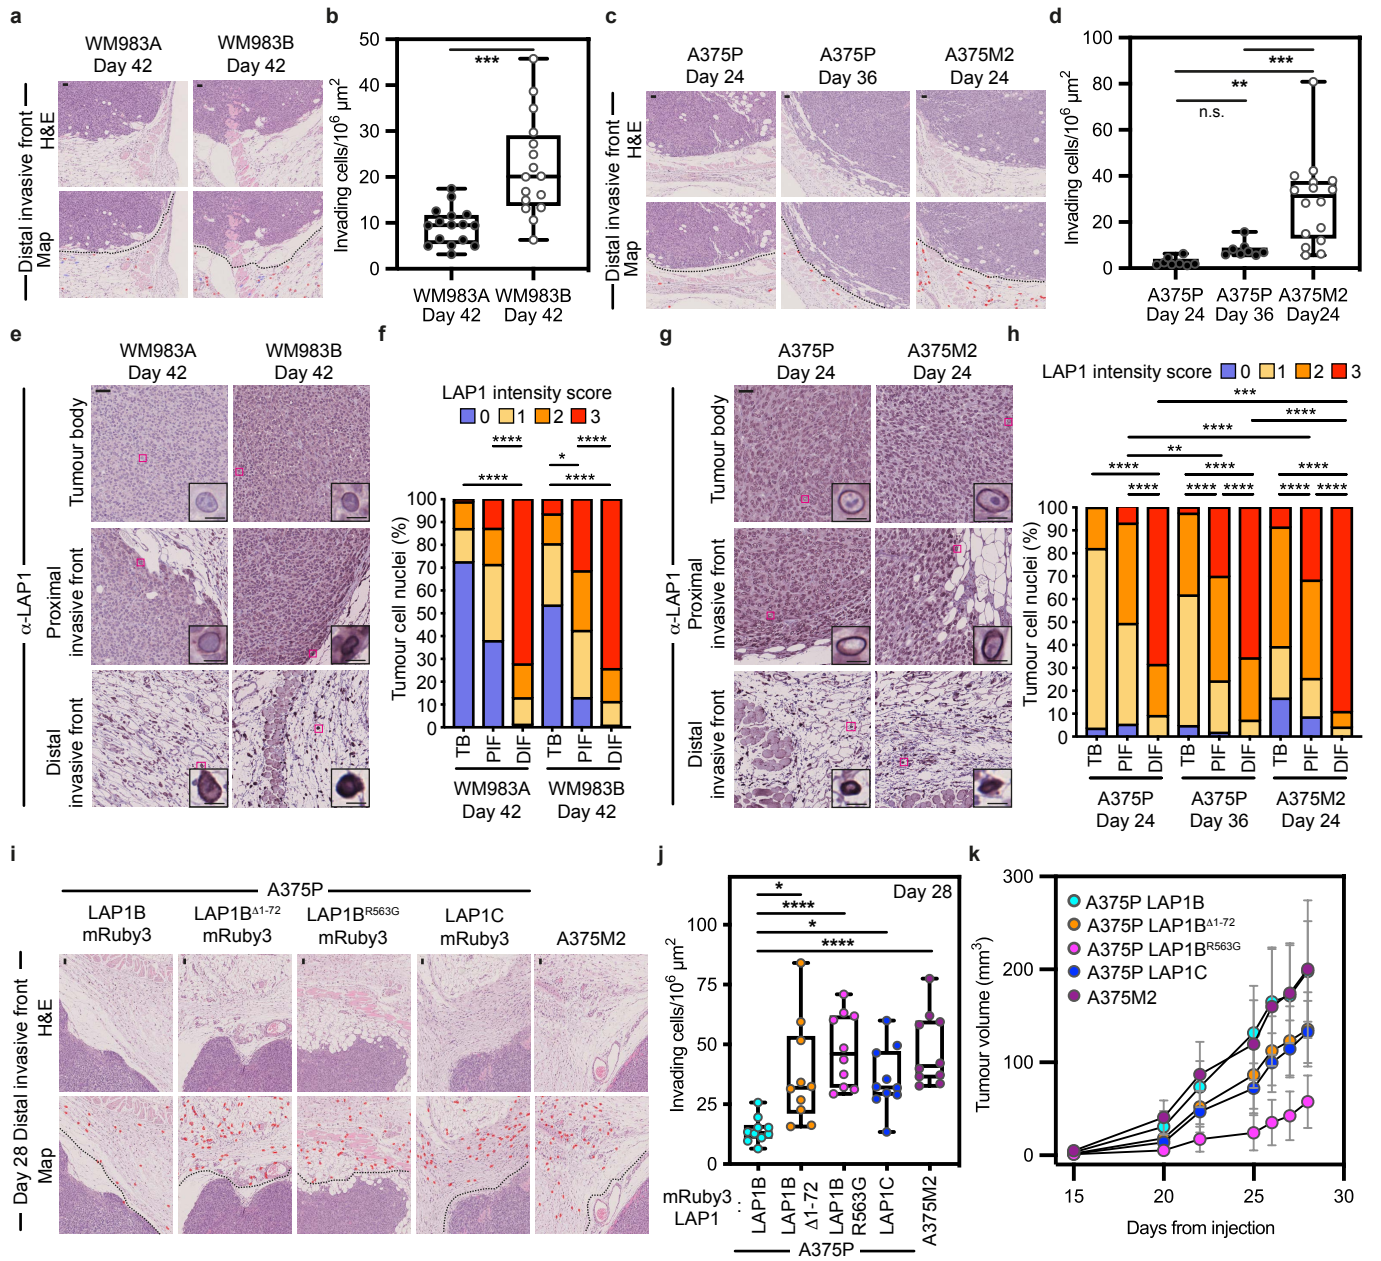 a
WM983A
Day 42
WM983B
Day 42
Distal invasive front
H&E
Map
b
Invading cells/10⁶ µm²
50
40
30
20
10
0
***
WM983A
Day 42
WM983B
Day 42
c
A375P
Day 24
A375P
Day 36
A375M2
Day 24
Distal invasive front
H&E
Map
d
Invading cells/10⁶ µm²
100
80
60
40
20
0
***
**
n.s.
A375P
Day 24
A375P
Day 36
A375M2
Day24
e
WM983A
Day 42
WM983B
Day 42
α-LAP1
Tumour body
Proximal
invasive front
Distal
invasive front
f
LAP1 intensity score
0 1 2 3
**** ****
*
**** ****
Tumour cell nuclei (%)
100
90
80
70
60
50
40
30
20
10
0
TB PIF DIF TB PIF DIF
WM983A
Day 42
WM983B
Day 42
g
A375P
Day 24
A375M2
Day 24
α-LAP1
Tumour body
Proximal
invasive front
Distal
invasive front
h
LAP1 intensity score 0 1 2 3
***
****
****
**
**** **** ****
**** **** **** **** ****
Tumour cell nuclei (%)
100
90
80
70
60
50
40
30
20
10
0
TB PIF DIF TB PIF DIF TB PIF DIF
A375P
Day 24
A375P
Day 36
A375M2
Day 24
i
A375P
LAP1B
mRuby3
LAP1B^Δ1-72
mRuby3
LAP1B^R563G
mRuby3
LAP1C
mRuby3
A375M2
Day 28 Distal invasive front
H&E
Map
j
Day 28
*
****
*
****
Invading cells/10⁶ µm²
100
75
50
25
0
mRuby3
LAP1
:
LAP1B
LAP1B
Δ1-72
LAP1B
R563G
LAP1C
A375M2
A375P
k
Tumour volume (mm³)
300
200
100
0
A375P LAP1B
A375P LAP1B^Δ1-72
A375P LAP1B^R563G
A375P LAP1C
A375M2
15 20 25 30
Days from injection